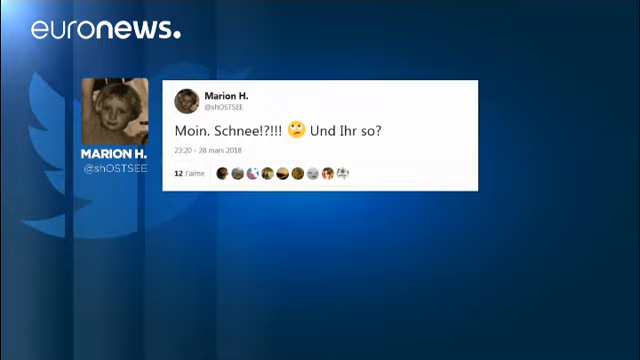 euronews.
Marion H.
@shOSTSEE
Moin. Schnee!?!!! 🙄 Und Ihr so?
23:20 - 28 mars 2018
12 J'aime
MARION H.
@shOSTSEE